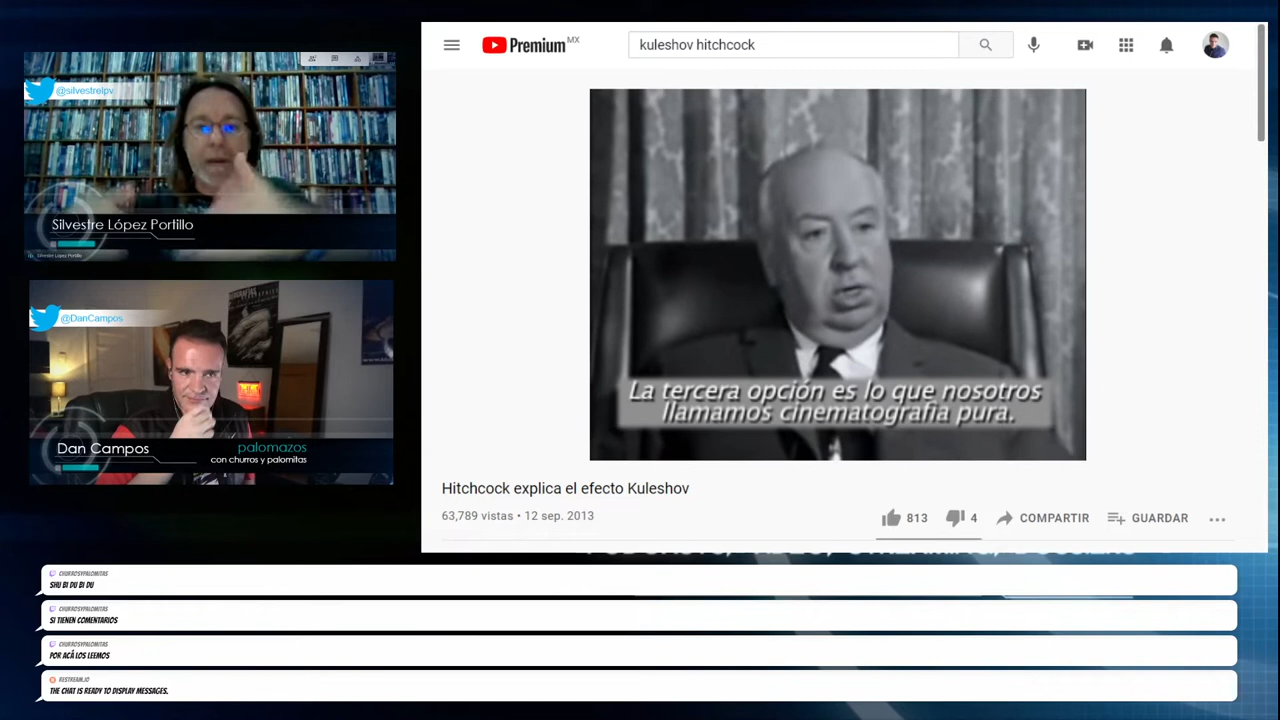 @silvestrelpv
Silvestre López Portillo
Silvestre López Portillo
@DanCampos
Dan Campos
palomazos
con churros y palomitas
Premium MX
kuleshov hitchcock
La tercera opción es lo que nosotros
llamamos cinematografía pura.
Hitchcock explica el efecto Kuleshov
63,789 vistas • 12 sep. 2013
813
4
COMPARTIR
GUARDAR
CHURROSYPALOMITAS
SHU BI DU BI DU
CHURROSYPALOMITAS
SI TIENEN COMENTARIOS
CHURROSYPALOMITAS
POR ACÁ LOS LEEMOS
RESTREAM.IO
THE CHAT IS READY TO DISPLAY MESSAGES.